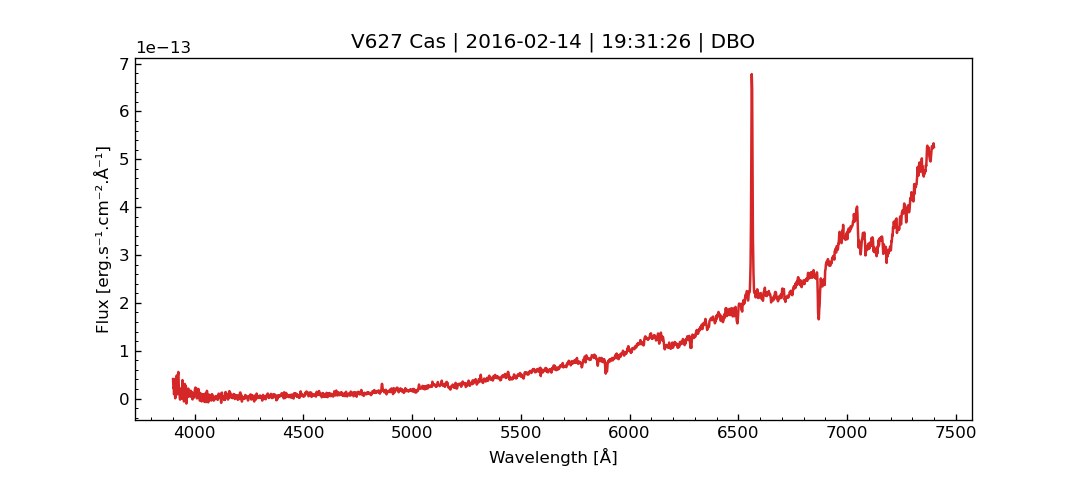 V627 Cas | 2016-02-14 | 19:31:26 | DBO
1e−13
7
6
5
4
3
2
1
0
Flux [erg.s⁻¹.cm⁻².Å⁻¹]
4000 4500 5000 5500 6000 6500 7000 7500
Wavelength [Å]